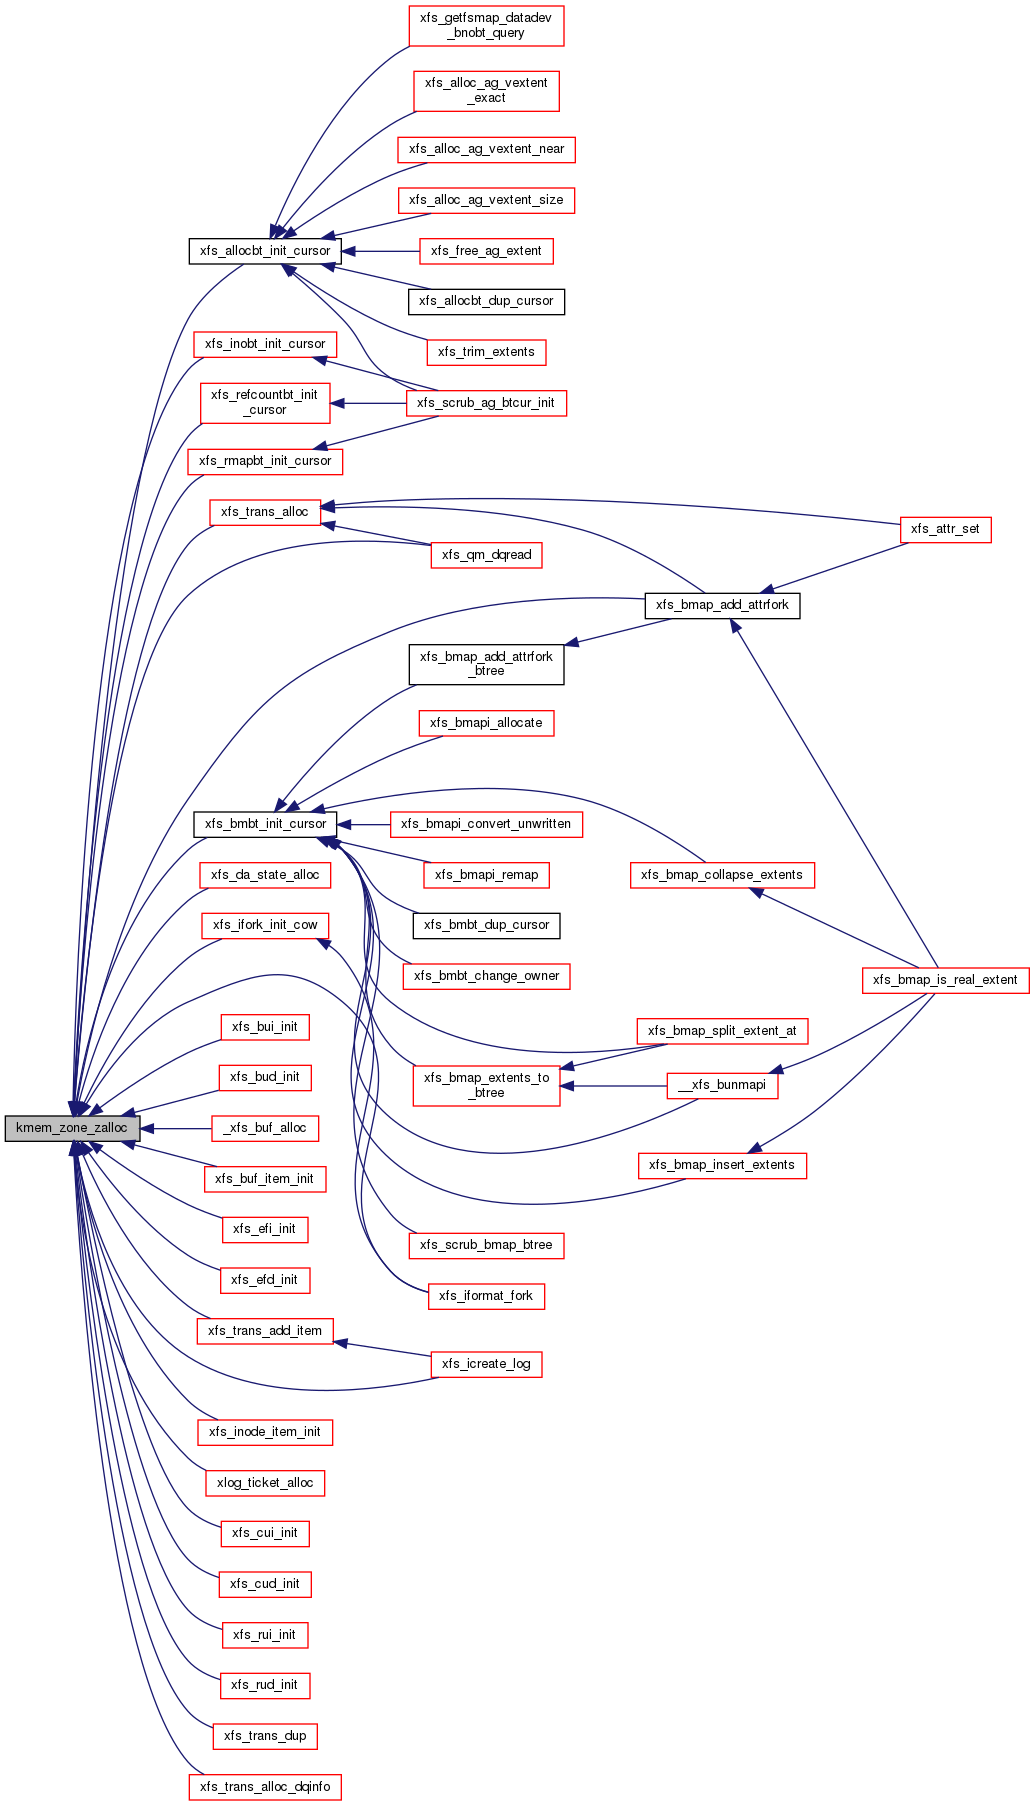 xfs_getfsmap_datadev
_bnobt_query
xfs_alloc_ag_vextent
_exact
xfs_alloc_ag_vextent_near
xfs_alloc_ag_vextent_size
xfs_allocbt_init_cursor
xfs_free_ag_extent
xfs_allocbt_dup_cursor
xfs_inobt_init_cursor
xfs_trim_extents
xfs_refcountbt_init
_cursor
xfs_scrub_ag_btcur_init
xfs_rmapbt_init_cursor
xfs_trans_alloc
xfs_attr_set
xfs_qm_dqread
xfs_bmap_add_attrfork
xfs_bmap_add_attrfork
_btree
xfs_bmapi_allocate
xfs_bmbt_init_cursor
xfs_bmapi_convert_unwritten
xfs_da_state_alloc
xfs_bmapi_remap
xfs_bmap_collapse_extents
xfs_ifork_init_cow
xfs_bmbt_dup_cursor
xfs_bmbt_change_owner
xfs_bmap_is_real_extent
xfs_bui_init
xfs_bmap_split_extent_at
xfs_bud_init
xfs_bmap_extents_to
_btree
__xfs_bunmapi
kmem_zone_zalloc
_xfs_buf_alloc
xfs_buf_item_init
xfs_bmap_insert_extents
xfs_efi_init
xfs_scrub_bmap_btree
xfs_efd_init
xfs_iformat_fork
xfs_trans_add_item
xfs_icreate_log
xfs_inode_item_init
xlog_ticket_alloc
xfs_cui_init
xfs_cud_init
xfs_rui_init
xfs_rud_init
xfs_trans_dup
xfs_trans_alloc_dqinfo